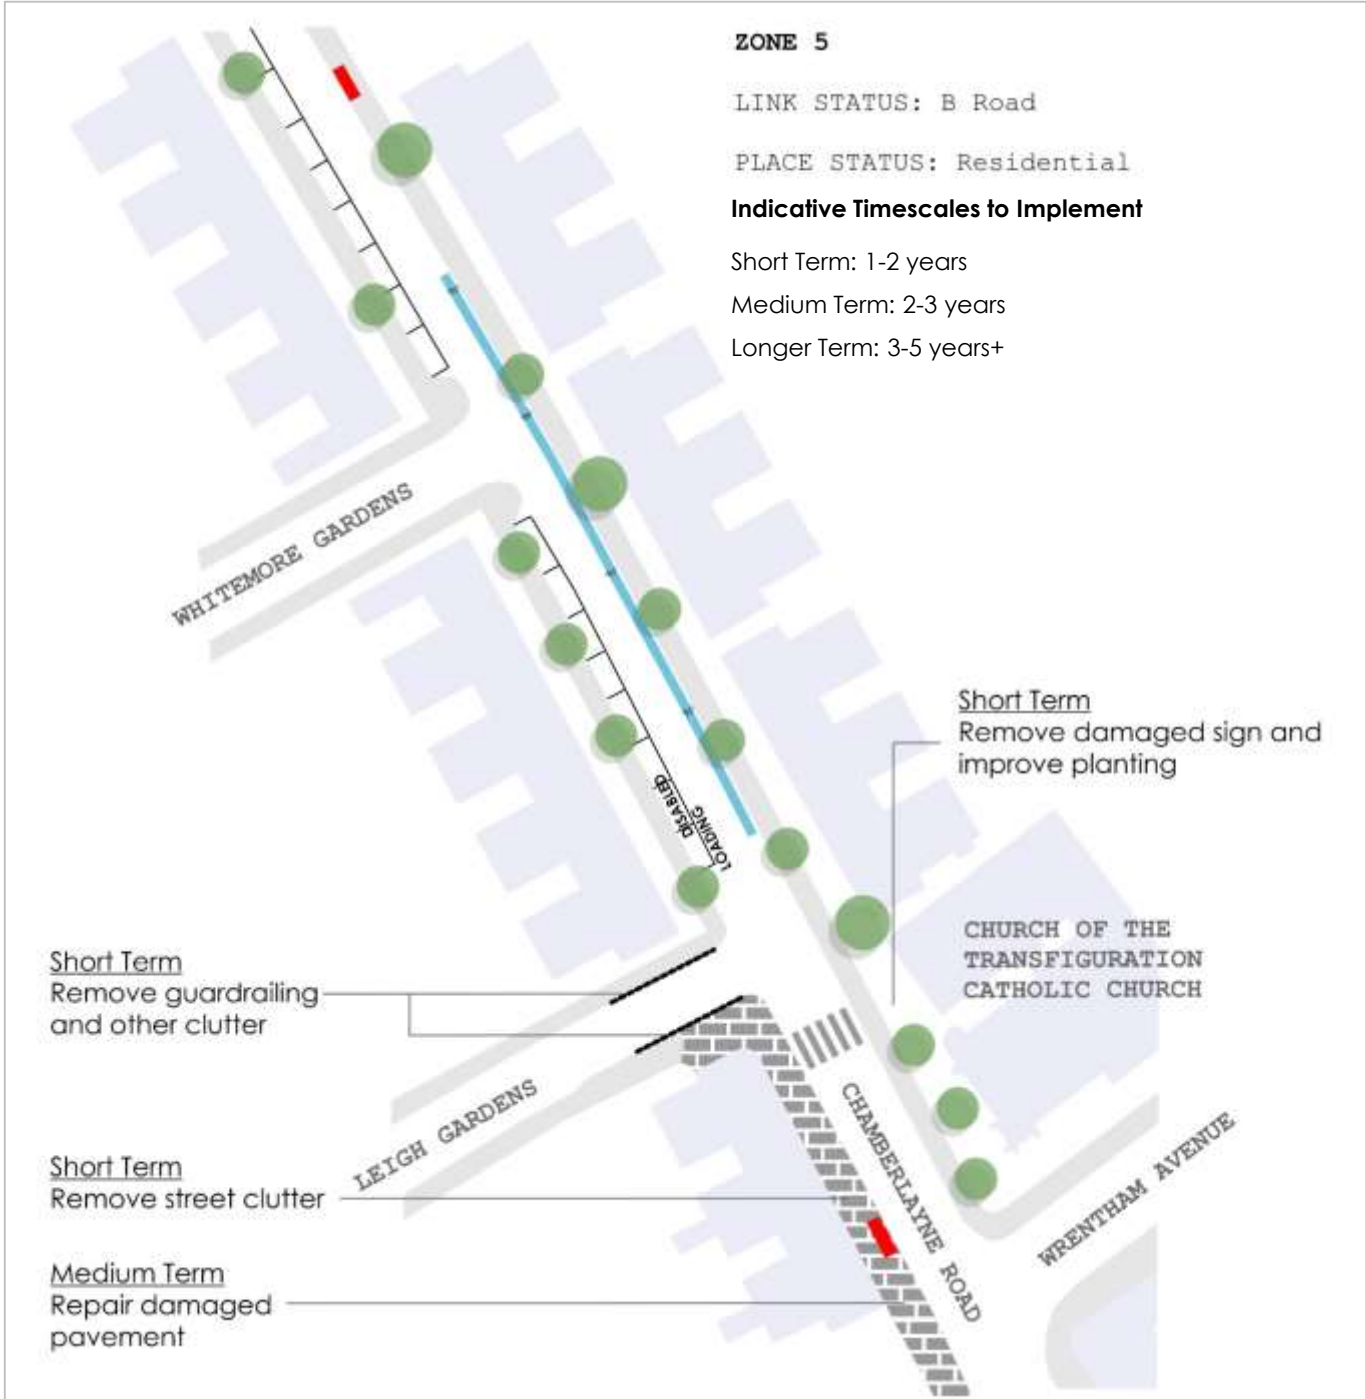 ZONE 5
LINK STATUS: B Road
PLACE STATUS: Residential
Indicative Timescales to Implement
Short Term: 1-2 years
Medium Term: 2-3 years
Longer Term: 3-5 years+
WHITEMORE GARDENS
Short Term
Remove damaged sign and
improve planting
DISABLED
LOADING
CHURCH OF THE
TRANSFIGURATION
CATHOLIC CHURCH
Short Term
Remove guardrailing
and other clutter
LEIGH GARDENS
CHAMBERLAYNE ROAD
WRENTHAM AVENUE
Short Term
Remove street clutter
Medium Term
Repair damaged
pavement